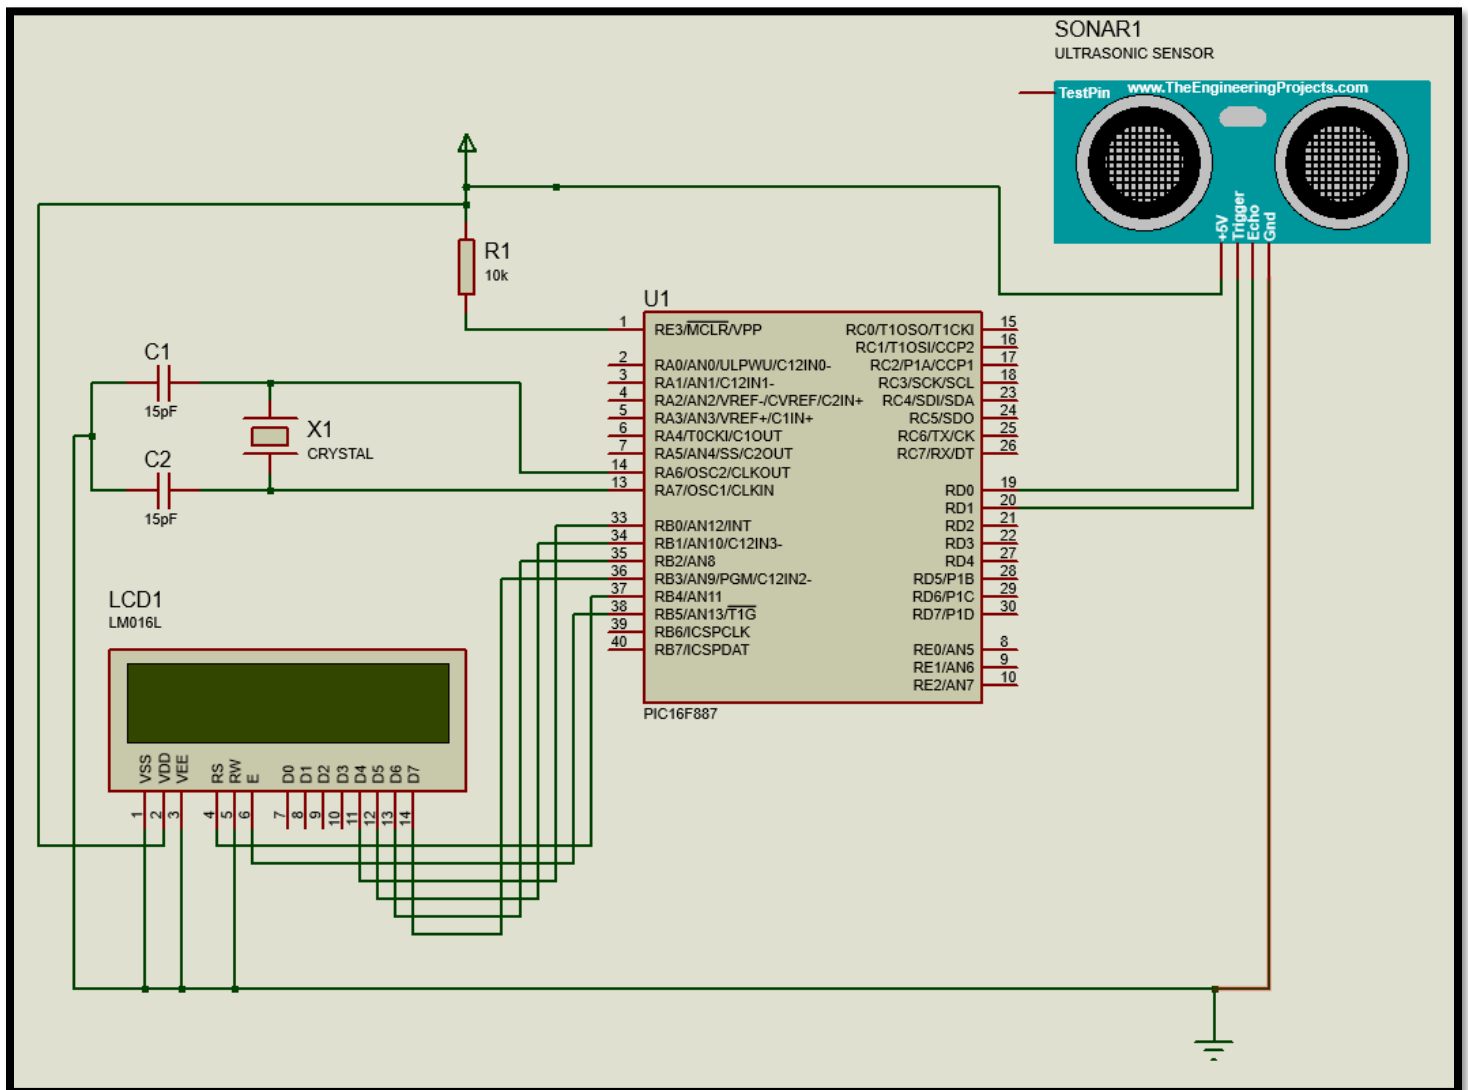 SONAR1
ULTRASONIC SENSOR
TestPin
www.TheEngineeringProjects.com
+5V
Trigger
Echo
Gnd
R1
10k
U1
1 RE3/MCLR/VPP
2 RA0/AN0/ULPWU/C12IN0-
3 RA1/AN1/C12IN1-
4 RA2/AN2/VREF-/CVREF/C2IN+
5 RA3/AN3/VREF+/C1IN+
6 RA4/T0CKI/C1OUT
7 RA5/AN4/SS/C2OUT
14 RA6/OSC2/CLKOUT
13 RA7/OSC1/CLKIN
33 RB0/AN12/INT
34 RB1/AN10/C12IN3-
35 RB2/AN8
36 RB3/AN9/PGM/C12IN2-
37 RB4/AN11
38 RB5/AN13/T1G
39 RB6/ICSPCLK
40 RB7/ICSPDAT
RC0/T1OSO/T1CKI 15
RC1/T1OSI/CCP2 16
RC2/P1A/CCP1 17
RC3/SCK/SCL 18
RC4/SDI/SDA 23
RC5/SDO 24
RC6/TX/CK 25
RC7/RX/DT 26
RD0 19
RD1 20
RD2 21
RD3 22
RD4 27
RD5/P1B 28
RD6/P1C 29
RD7/P1D 30
RE0/AN5 8
RE1/AN6 9
RE2/AN7 10
PIC16F887
C1
15pF
X1
CRYSTAL
C2
15pF
LCD1
LM016L
VSS
VDD
VEE
RS
RW
E
D0
D1
D2
D3
D4
D5
D6
D7
1
2
3
4
5
6
7
8
9
10
11
12
13
14